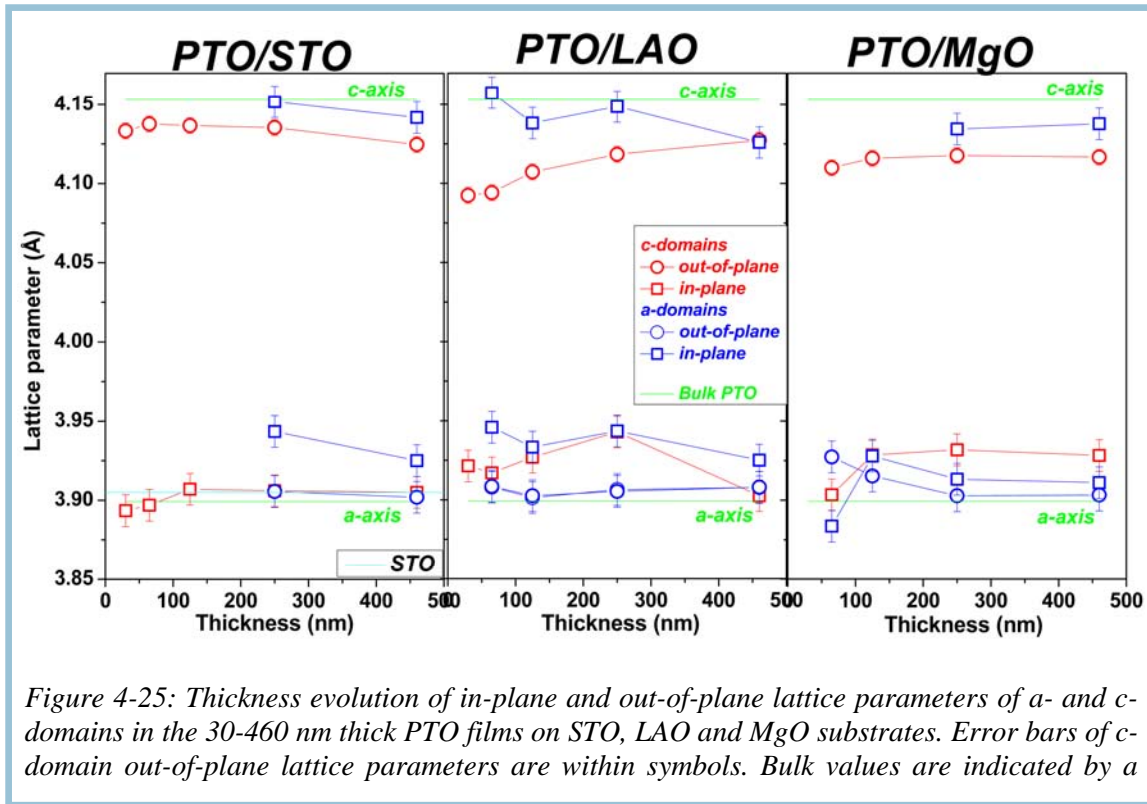 PTO/STO PTO/LAO PTO/MgO
c-axis c-axis c-axis
4.15
4.10
4.05
4.00
3.95
3.90
3.85
Lattice parameter (Å)
c-domains
out-of-plane
in-plane
a-domains
out-of-plane
in-plane
Bulk PTO
a-axis a-axis a-axis
STO
0 100 200 300 400 500 0 100 200 300 400 500 0 100 200 300 400 500
Thickness (nm) Thickness (nm) Thickness (nm)
Figure 4-25: Thickness evolution of in-plane and out-of-plane lattice parameters of a- and c-
domains in the 30-460 nm thick PTO films on STO, LAO and MgO substrates. Error bars of c-
domain out-of-plane lattice parameters are within symbols. Bulk values are indicated by a